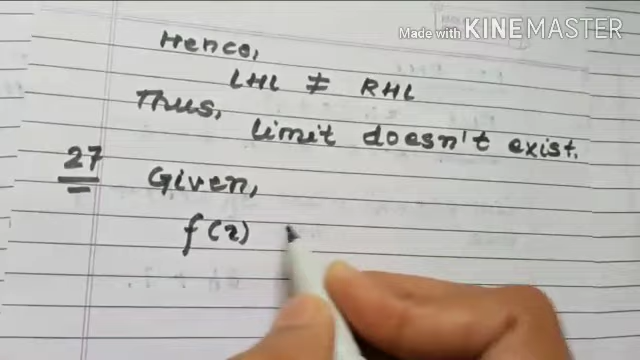 Made with KINEMASTER
Hence,
LHL ≠ RHL
Thus,
limit doesn't exist.
27 Given,
f(x)